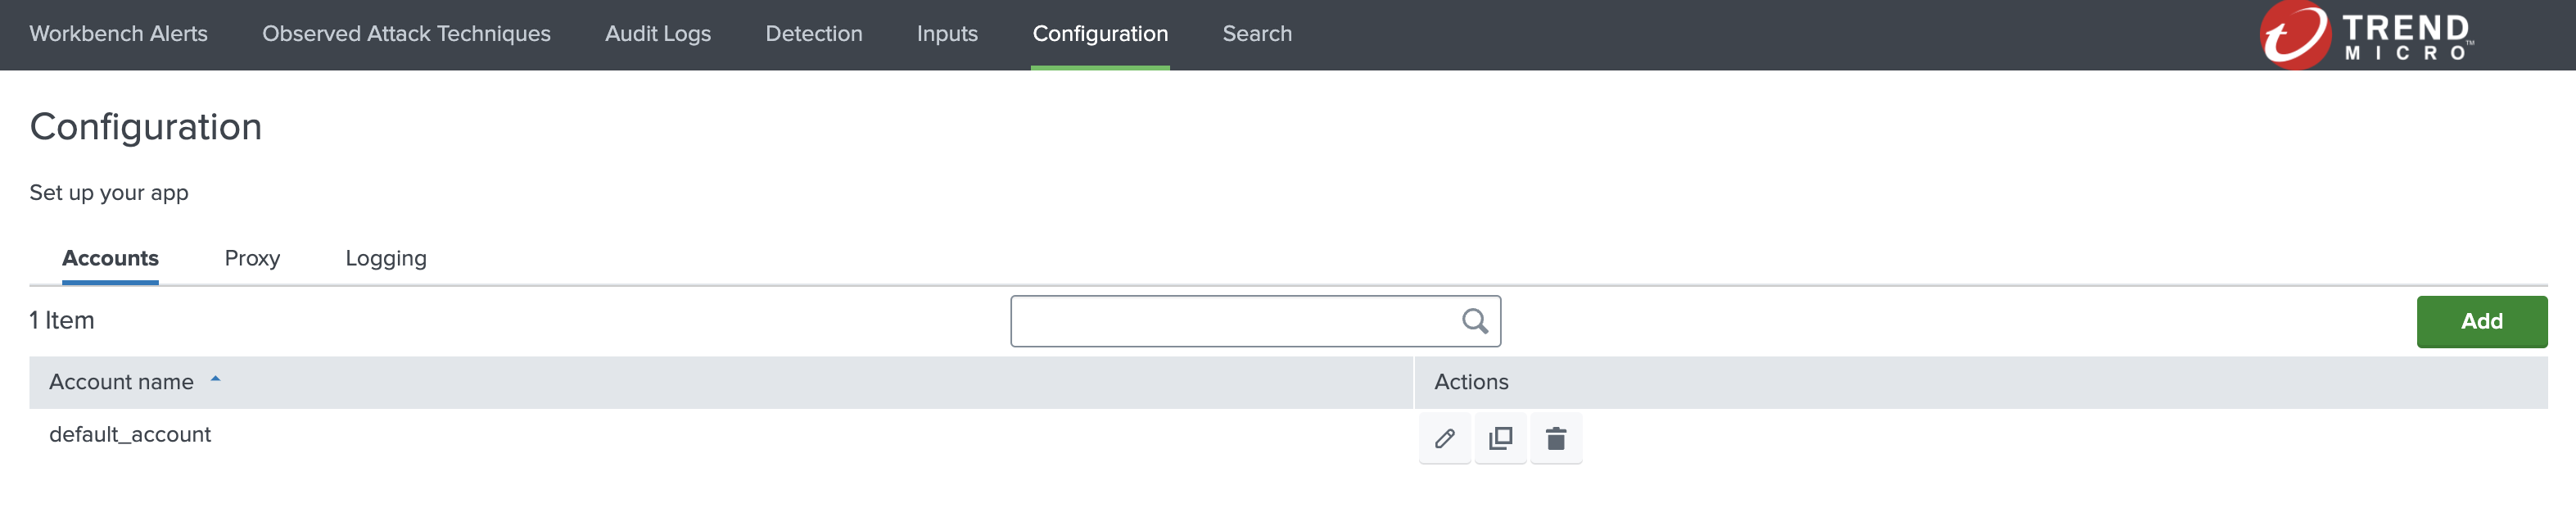 Workbench Alerts Observed Attack Techniques Audit Logs Detection Inputs Configuration Search
TREND
MICRO™
Configuration
Set up your app
Accounts Proxy Logging
1 Item
Add
Account name Actions
default_account